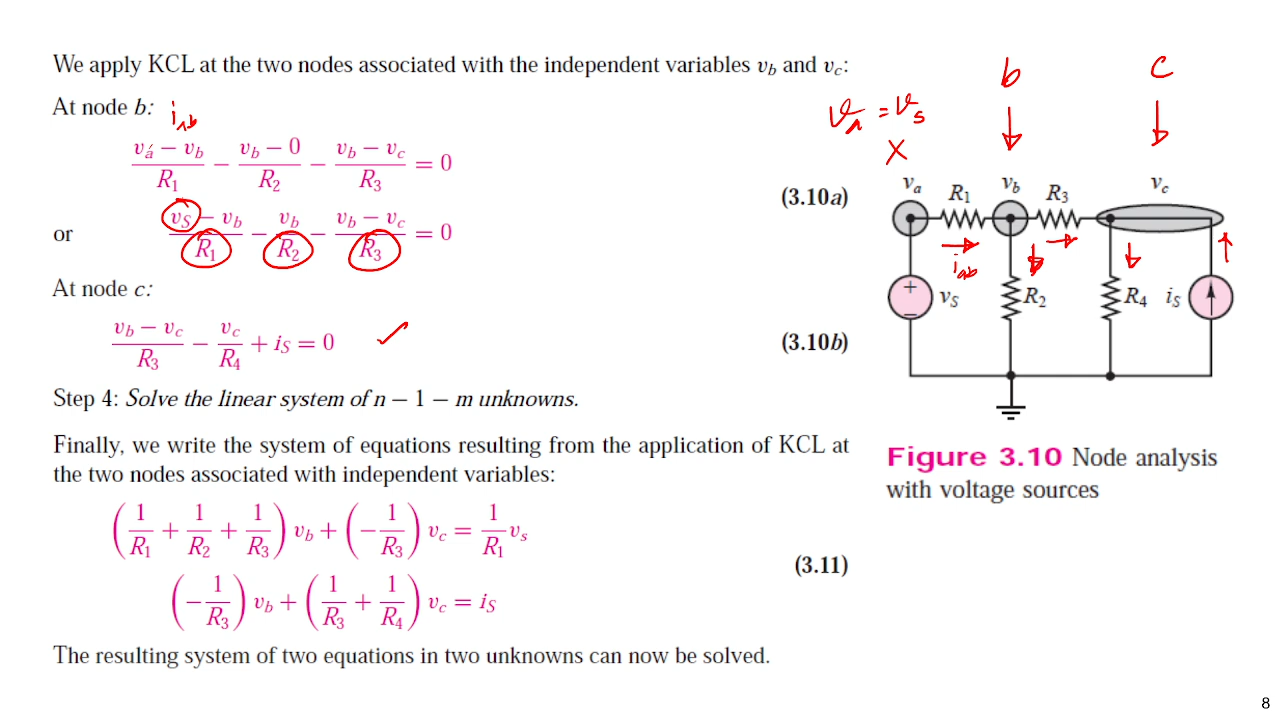 We apply KCL at the two nodes associated with the independent variables v_b and v_c:
At node b: i_ab
(v_a − v_b)/R_1 − (v_b − 0)/R_2 − (v_b − v_c)/R_3 = 0
(3.10a)
or (v_S − v_b)/R_1 − v_b/R_2 − (v_b − v_c)/R_3 = 0
At node c:
(v_b − v_c)/R_3 − v_c/R_4 + i_S = 0
(3.10b)
Step 4: Solve the linear system of n − 1 − m unknowns.
Finally, we write the system of equations resulting from the application of KCL at
the two nodes associated with independent variables:
(1/R_1 + 1/R_2 + 1/R_3) v_b + (−1/R_3) v_c = 1/R_1 v_s
(3.11)
(−1/R_3) v_b + (1/R_3 + 1/R_4) v_c = i_S
The resulting system of two equations in two unknowns can now be solved.
b
c
v_a = v_s
X
v_a R_1 v_b R_3 v_c
i_ab
+
−
v_S R_2 R_4 i_S
Figure 3.10 Node analysis
with voltage sources
8